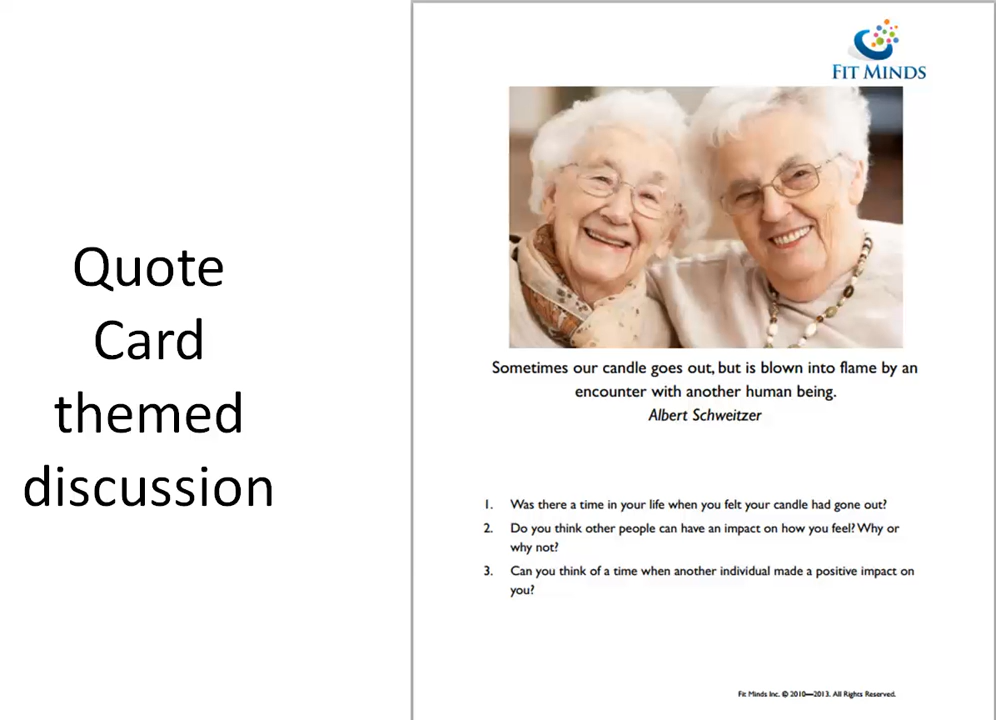 Quote
Card
themed
discussion
FIT MINDS
Sometimes our candle goes out, but is blown into flame by an
encounter with another human being.
Albert Schweitzer
1. Was there a time in your life when you felt your candle had gone out?
2. Do you think other people can have an impact on how you feel? Why or
why not?
3. Can you think of a time when another individual made a positive impact on
you?
Fit Minds Inc. © 2010—2013. All Rights Reserved.